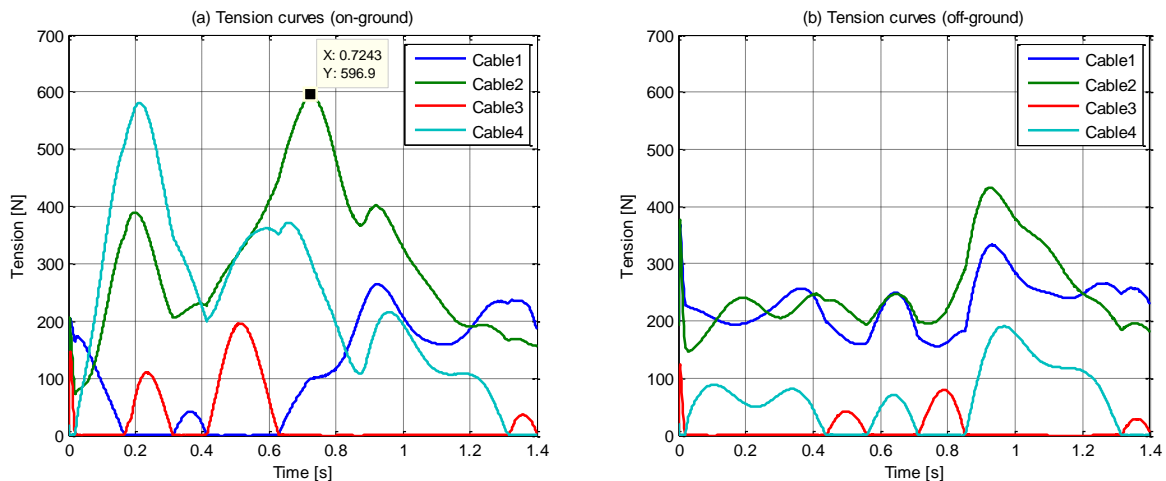 (a) Tension curves (on-ground)
700
600
500
400
300
200
100
0
Tension [N]
0
0.2
0.4
0.6
0.8
1
1.2
1.4
Time [s]
X: 0.7243
Y: 596.9
Cable1
Cable2
Cable3
Cable4
(b) Tension curves (off-ground)
700
600
500
400
300
200
100
0
Tension [N]
0
0.2
0.4
0.6
0.8
1
1.2
1.4
Time [s]
Cable1
Cable2
Cable3
Cable4